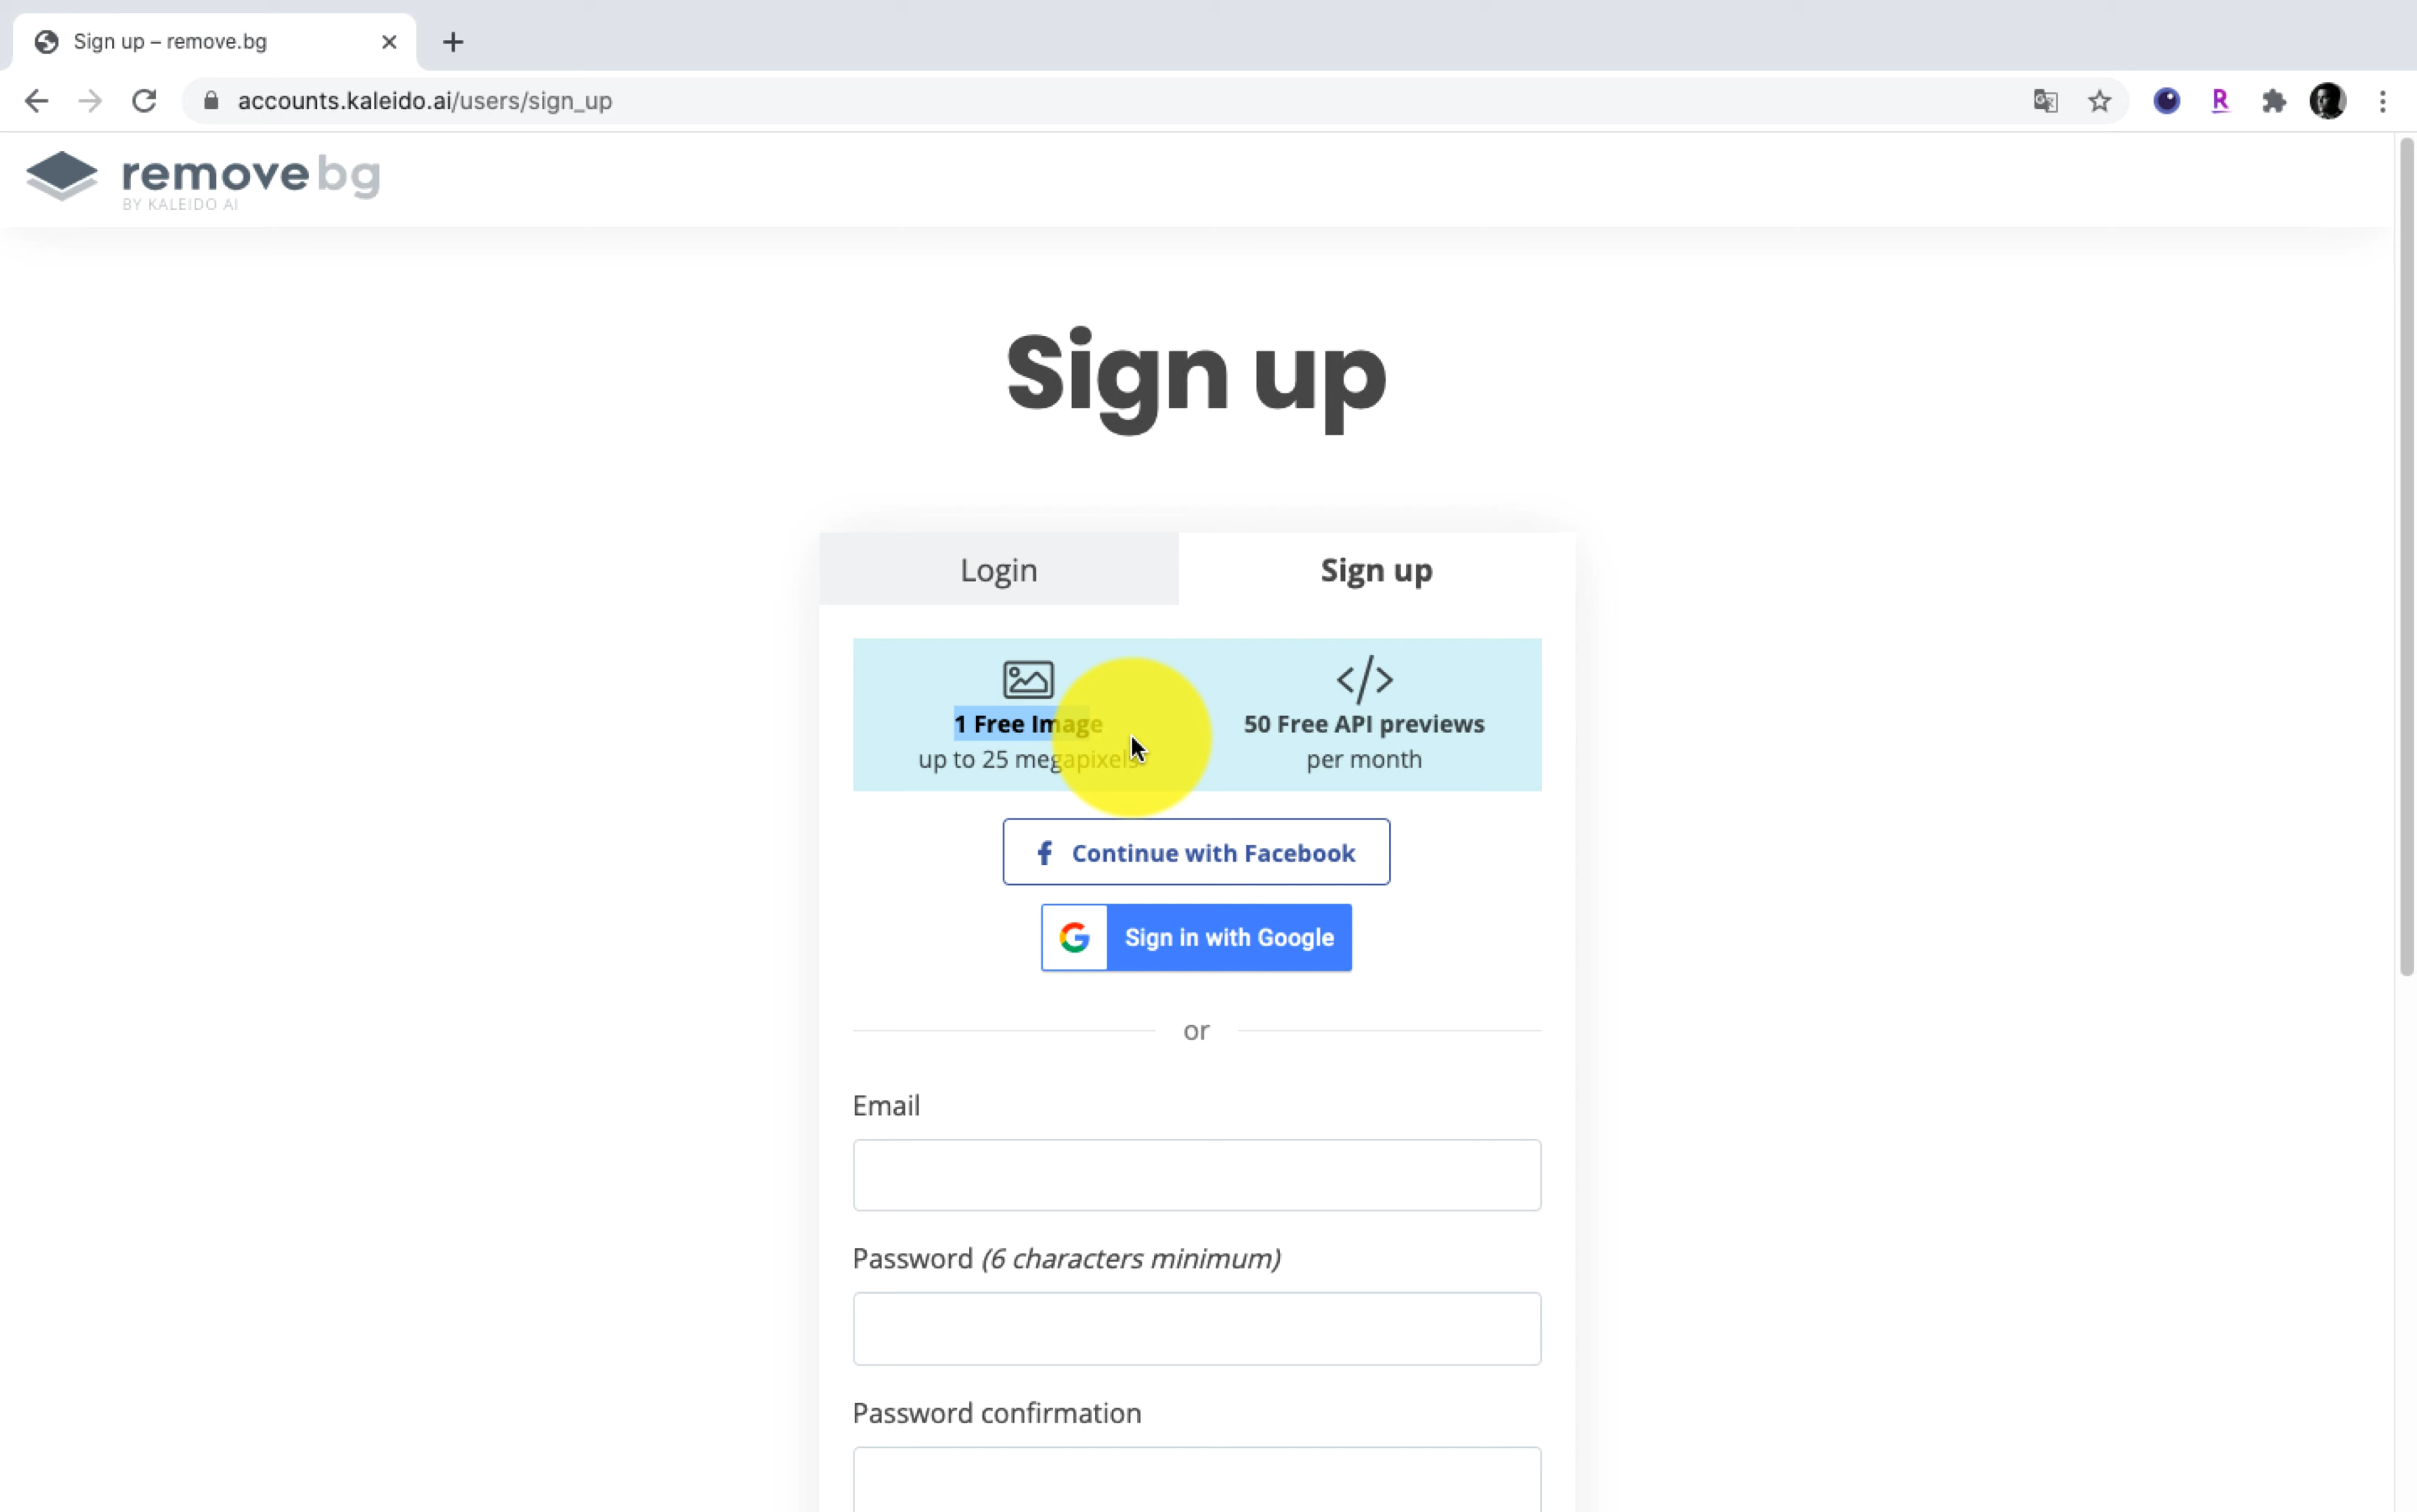 Sign up – remove.bg
accounts.kaleido.ai/users/sign_up
removebg
BY KALEIDO AI
Sign up
Login
Sign up
1 Free Image
up to 25 megapixels
50 Free API previews
per month
Continue with Facebook
Sign in with Google
or
Email
Password (6 characters minimum)
Password confirmation